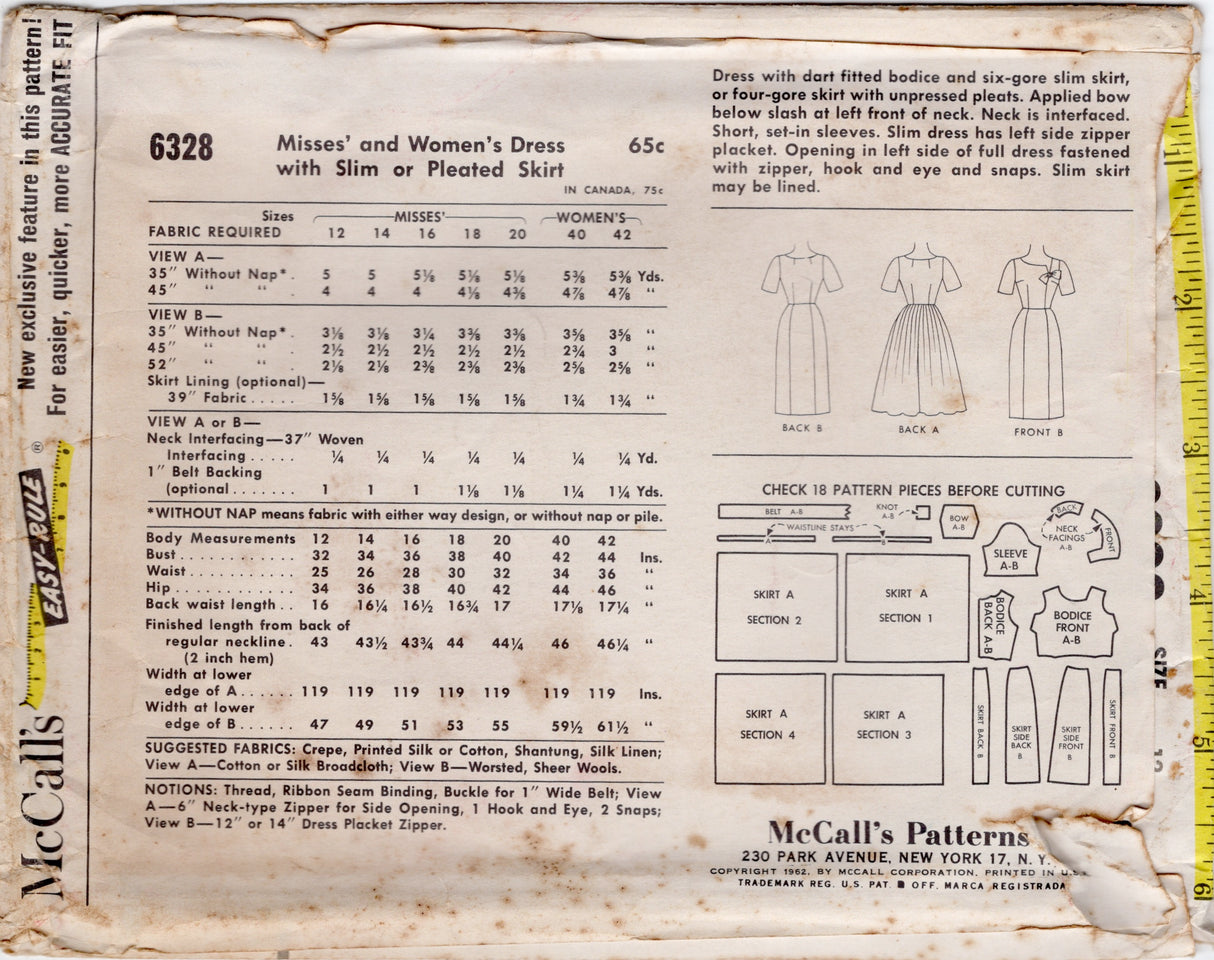 New exclusive feature in this pattern!
For easier, quicker, more ACCURATE FIT
EASY-RULE ®
McCall's
6328 Misses' and Women's Dress 65c
with Slim or Pleated Skirt
IN CANADA, 75c
Sizes MISSES' WOMEN'S
FABRIC REQUIRED 12 14 16 18 20 40 42
VIEW A—
35" Without Nap*. 5 5 5⅛ 5⅛ 5⅛ 5⅜ 5⅜ Yds.
45" " " . 4 4 4 4⅛ 4⅜ 4⅞ 4⅞ "
VIEW B—
35" Without Nap*. 3⅛ 3⅛ 3¼ 3⅜ 3⅜ 3⅝ 3⅝ "
45" " " . 2½ 2½ 2½ 2½ 2½ 2¾ 3 "
52" " " . 2⅛ 2⅛ 2⅜ 2⅜ 2⅜ 2⅝ 2⅝ "
Skirt Lining (optional)—
39" Fabric ..... 1⅝ 1⅝ 1⅝ 1⅝ 1⅝ 1¾ 1¾ "
VIEW A or B—
Neck Interfacing—37" Woven
Interfacing ..... ¼ ¼ ¼ ¼ ¼ ¼ ¼ Yd.
1" Belt Backing
(optional ....... 1 1 1 1⅛ 1⅛ 1¼ 1¼ Yds.
*WITHOUT NAP means fabric with either way design, or without nap or pile.
Body Measurements 12 14 16 18 20 40 42
Bust ........... 32 34 36 38 40 42 44 Ins.
Waist .......... 25 26 28 30 32 34 36 "
Hip ............ 34 36 38 40 42 44 46 "
Back waist length .. 16 16¼ 16½ 16¾ 17 17⅛ 17¼ "
Finished length from back of
regular neckline. 43 43½ 43¾ 44 44¼ 46 46¼ "
(2 inch hem)
Width at lower
edge of A ...... 119 119 119 119 119 119 119 Ins.
Width at lower
edge of B ...... 47 49 51 53 55 59½ 61½ "
SUGGESTED FABRICS: Crepe, Printed Silk or Cotton, Shantung, Silk Linen;
View A—Cotton or Silk Broadcloth; View B—Worsted, Sheer Wools.
NOTIONS: Thread, Ribbon Seam Binding, Buckle for 1" Wide Belt; View
A—6" Neck-type Zipper for Side Opening, 1 Hook and Eye, 2 Snaps;
View B—12" or 14" Dress Placket Zipper.
Dress with dart fitted bodice and six-gore slim skirt,
or four-gore skirt with unpressed pleats. Applied bow
below slash at left front of neck. Neck is interfaced.
Short, set-in sleeves. Slim dress has left side zipper
placket. Opening in left side of full dress fastened
with zipper, hook and eye and snaps. Slim skirt
may be lined.
BACK B
BACK A
FRONT B
CHECK 18 PATTERN PIECES BEFORE CUTTING
BELT A-B
KNOT
A-B
BOW
A-B
WAISTLINE STAYS
A
B
BACK
NECK
FACINGS
A-B
FRONT
SLEEVE
A-B
SKIRT A
SECTION 2
SKIRT A
SECTION 1
BODICE
BACK A-B
BODICE
FRONT
A-B
SKIRT A
SECTION 4
SKIRT A
SECTION 3
SKIRT BACK B
SKIRT
SIDE
BACK
B
SKIRT
SIDE
FRONT
B
SKIRT FRONT B
McCall's Patterns
230 PARK AVENUE, NEW YORK 17, N. Y.
COPYRIGHT 1962, BY MCCALL CORPORATION. PRINTED IN U.S.
TRADEMARK REG. U.S. PAT. OFF. MARCA REGISTRADA
SIZE
2
3
4
5
6